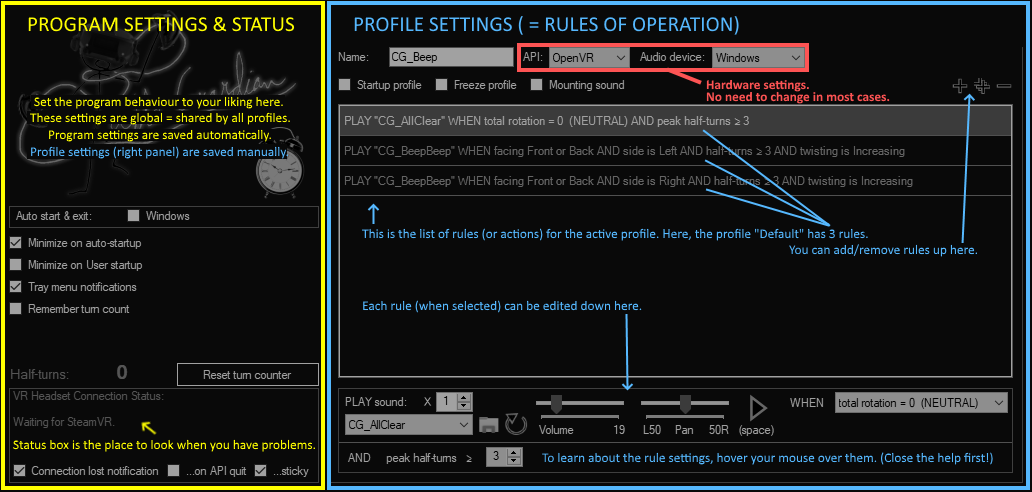 PROGRAM SETTINGS & STATUS
Set the program behaviour to your liking here.
These settings are global = shared by all profiles.
Program settings are saved automatically.
Profile settings (right panel) are saved manually.
Auto start & exit: Windows
Minimize on auto-startup
Minimize on User startup
Tray menu notifications
Remember turn count
Half-turns: 0 Reset turn counter
VR Headset Connection Status:
Waiting for SteamVR.
Status box is the place to look when you have problems.
Connection lost notification ...on API quit ...sticky
PROFILE SETTINGS ( = RULES OF OPERATION)
Name: CG_Beep API: OpenVR Audio device: Windows
Startup profile Freeze profile Mounting sound
Hardware settings.
No need to change in most cases.
PLAY "CG_AllClear" WHEN total rotation = 0 (NEUTRAL) AND peak half-turns ≥ 3
PLAY "CG_BeepBeep" WHEN facing Front or Back AND side is Left AND half-turns ≥ 3 AND twisting is Increasing
PLAY "CG_BeepBeep" WHEN facing Front or Back AND side is Right AND half-turns ≥ 3 AND twisting is Increasing
This is the list of rules (or actions) for the active profile. Here, the profile "Default" has 3 rules.
You can add/remove rules up here.
Each rule (when selected) can be edited down here.
PLAY sound: X 1
CG_AllClear
Volume 19 L50 Pan 50R (space)
WHEN total rotation = 0 (NEUTRAL)
AND peak half-turns ≥ 3 To learn about the rule settings, hover your mouse over them. (Close the help first!)